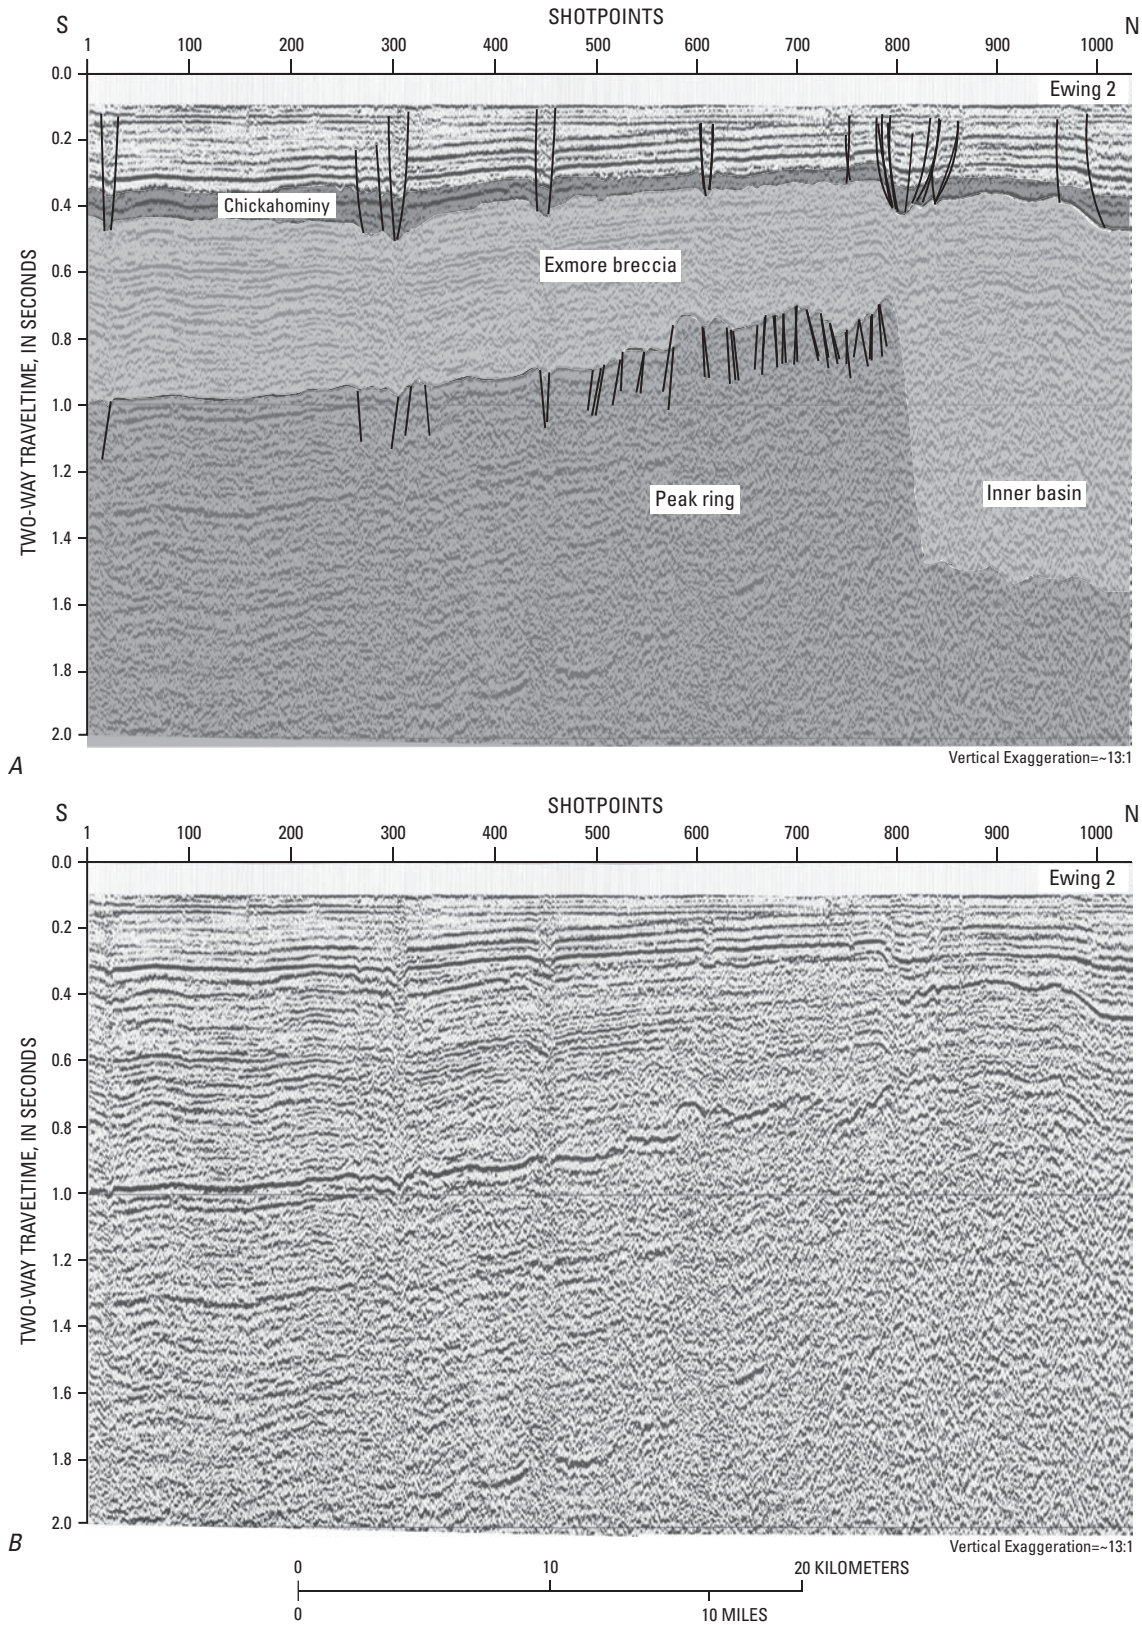 SHOTPOINTS
S N
1 100 200 300 400 500 600 700 800 900 1000
Ewing 2
0.0
0.2
0.4
0.6
0.8
1.0
1.2
1.4
1.6
1.8
2.0
TWO-WAY TRAVELTIME, IN SECONDS
Chickahominy
Exmore breccia
Peak ring
Inner basin
Vertical Exaggeration=~13:1
A
SHOTPOINTS
S N
1 100 200 300 400 500 600 700 800 900 1000
Ewing 2
0.0
0.2
0.4
0.6
0.8
1.0
1.2
1.4
1.6
1.8
2.0
TWO-WAY TRAVELTIME, IN SECONDS
Vertical Exaggeration=~13:1
B
0 10 20 KILOMETERS
0 10 MILES